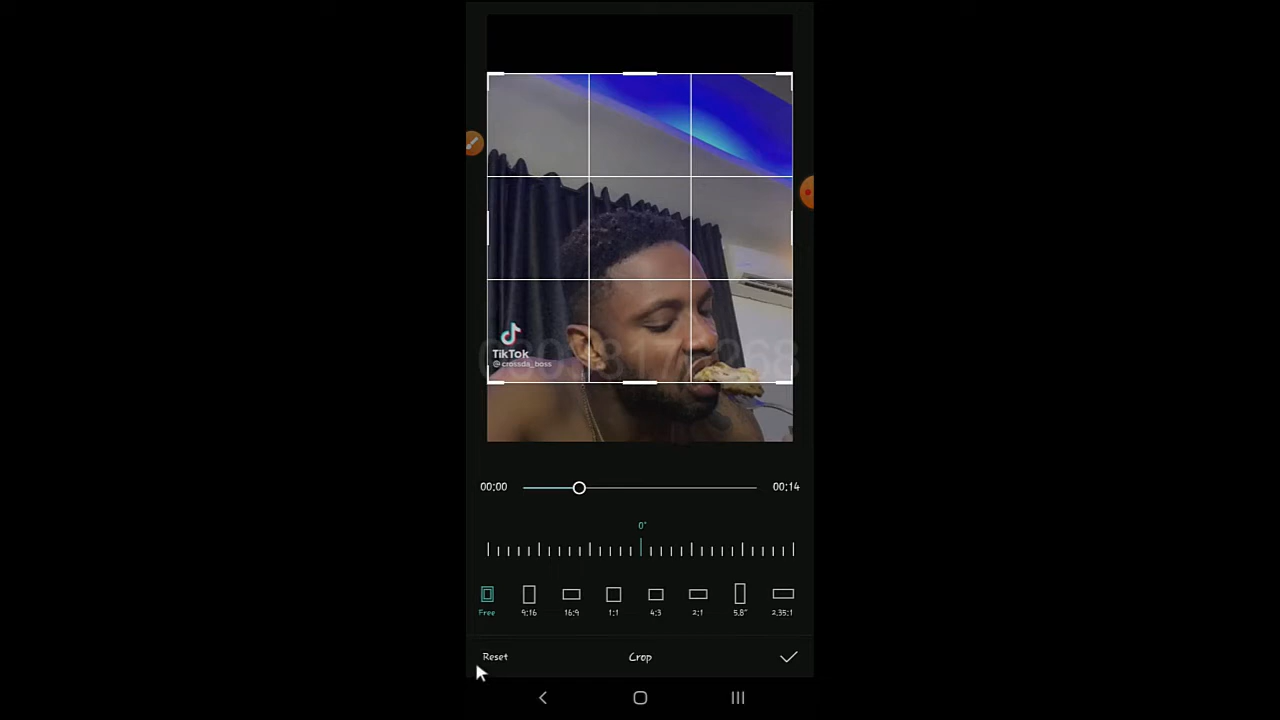 TikTok
@crossda_boss
00:00
00:14
0°
Free
9:16
16:9
1:1
4:3
2:1
5.8"
2.35:1
Reset
Crop